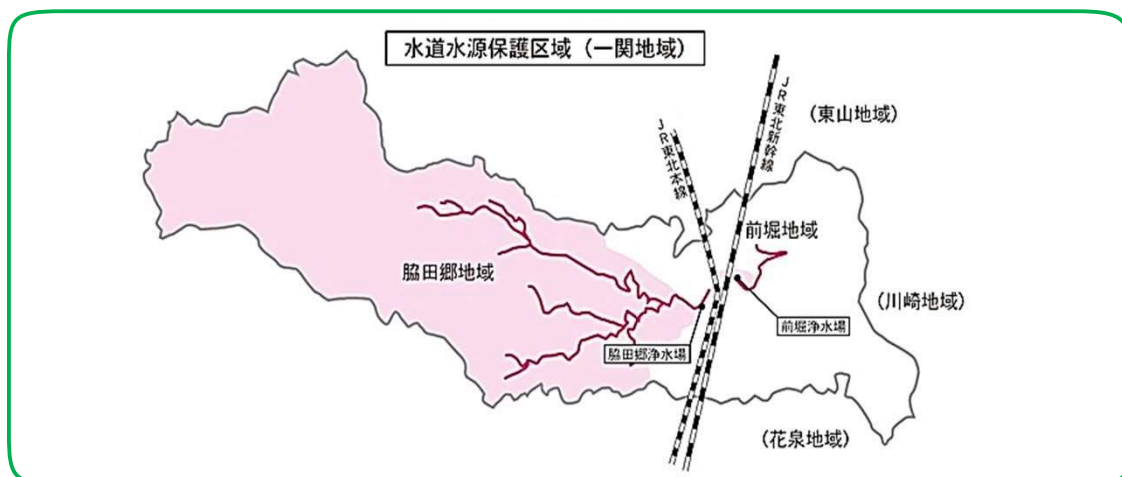 水道水源保護区域（一関地域）
JR東北新幹線
（東山地域）
JR東北本線
前堀地域
脇田郷地域
（川崎地域）
前堀浄水場
脇田郷浄水場
（花泉地域）